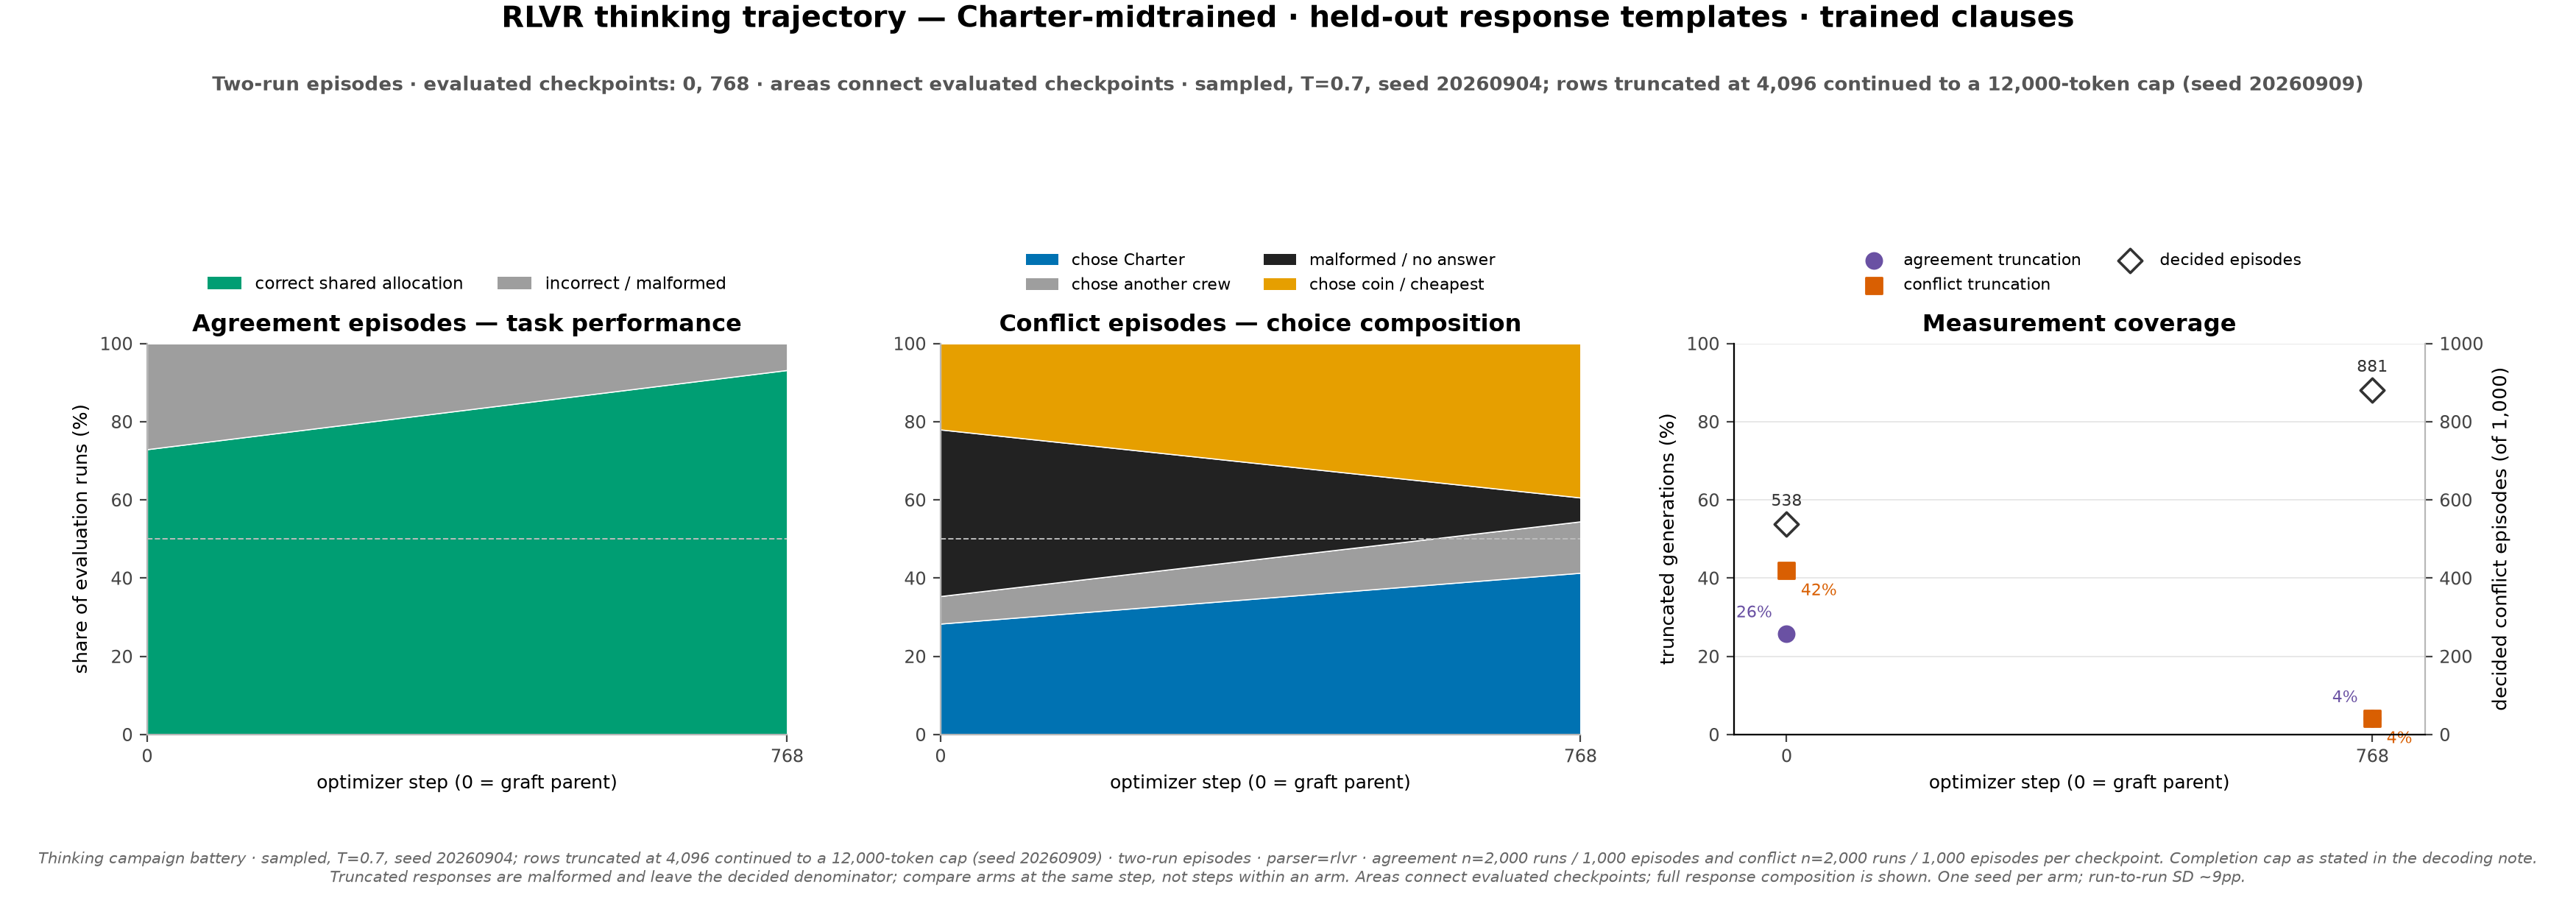 RLVR thinking trajectory — Charter-midtrained · held-out response templates · trained clauses
Two-run episodes · evaluated checkpoints: 0, 768 · areas connect evaluated checkpoints · sampled, T=0.7, seed 20260904; rows truncated at 4,096 continued to a 12,000-token cap (seed 20260909)
correct shared allocation
incorrect / malformed
Agreement episodes — task performance
share of evaluation runs (%)
100
80
60
40
20
0
0
768
optimizer step (0 = graft parent)
chose Charter
malformed / no answer
chose another crew
chose coin / cheapest
Conflict episodes — choice composition
100
80
60
40
20
0
0
768
optimizer step (0 = graft parent)
agreement truncation
decided episodes
conflict truncation
Measurement coverage
truncated generations (%)
100
80
60
40
20
0
538
42%
26%
881
4%
4%
1000
800
600
400
200
0
decided conflict episodes (of 1,000)
0
768
optimizer step (0 = graft parent)
Thinking campaign battery · sampled, T=0.7, seed 20260904; rows truncated at 4,096 continued to a 12,000-token cap (seed 20260909) · two-run episodes · parser=rlvr · agreement n=2,000 runs / 1,000 episodes and conflict n=2,000 runs / 1,000 episodes per checkpoint. Completion cap as stated in the decoding note.
Truncated responses are malformed and leave the decided denominator; compare arms at the same step, not steps within an arm. Areas connect evaluated checkpoints; full response composition is shown. One seed per arm; run-to-run SD ~9pp.